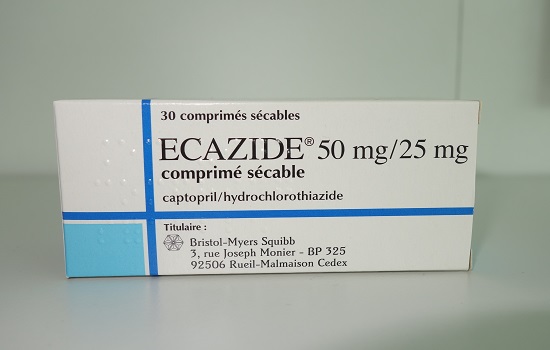 30 comprimés sécables
ECAZIDE® 50 mg/25 mg
comprimé sécable
captopril/hydrochlorothiazide
Titulaire :
Bristol-Myers Squibb
3, rue Joseph Monier - BP 325
92506 Rueil-Malmaison Cedex